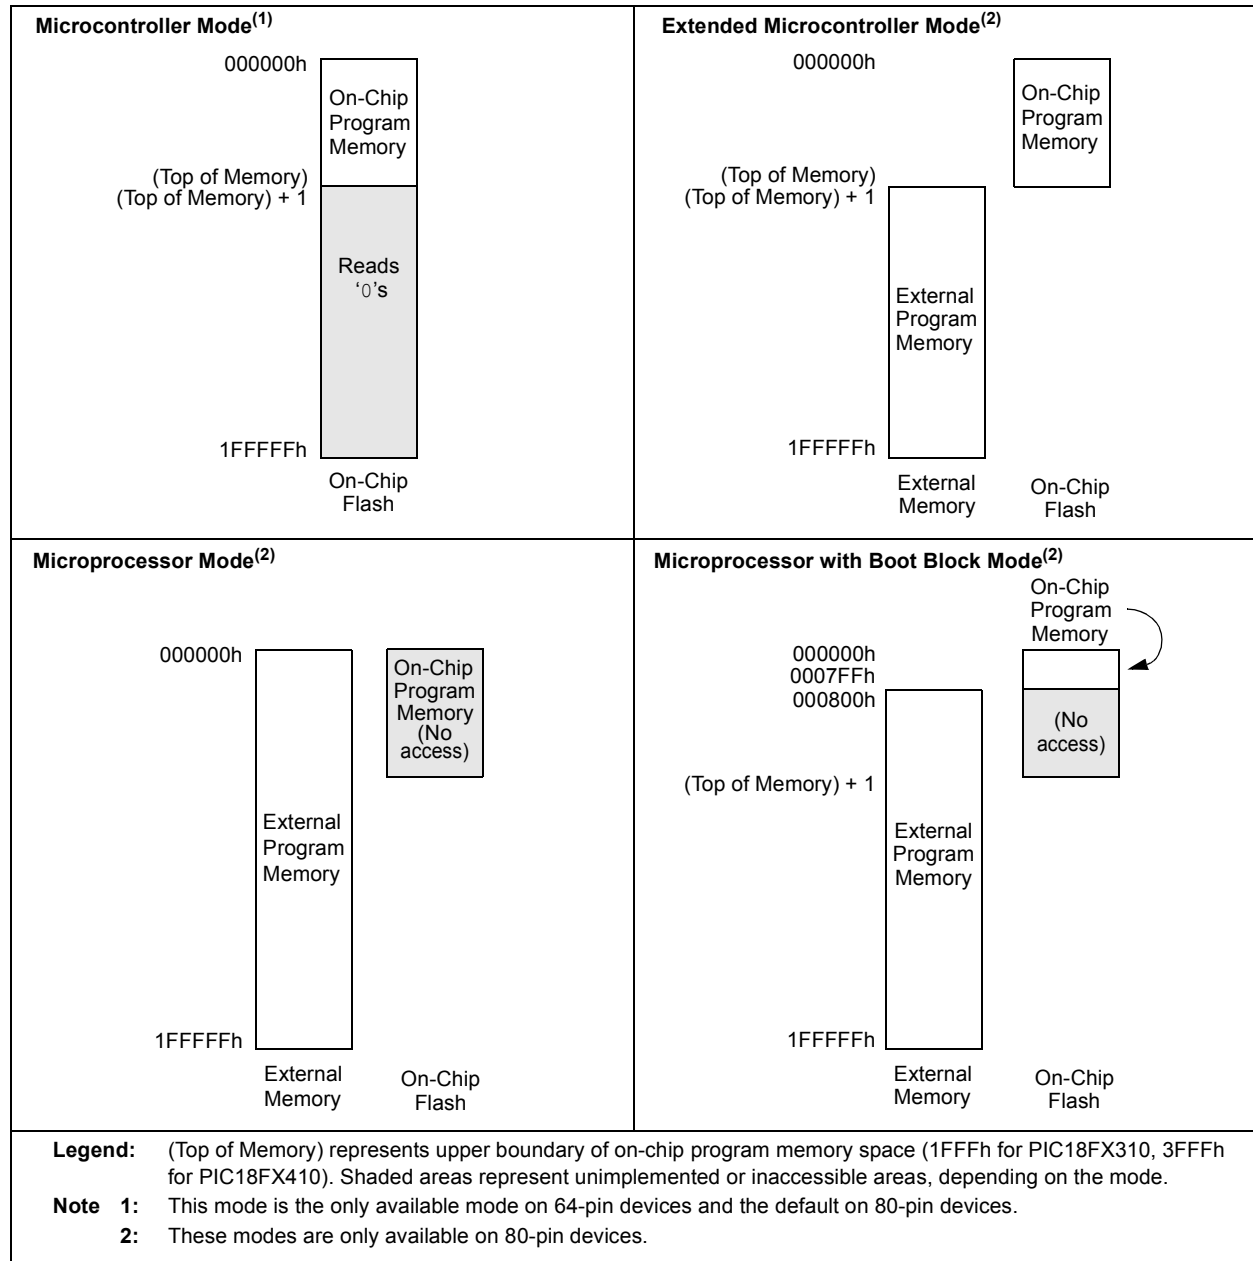 Microcontroller Mode(1)
000000h
On-Chip
Program
Memory
(Top of Memory)
(Top of Memory) + 1
Reads
‘0’s
1FFFFFh
On-Chip
Flash
Extended Microcontroller Mode(2)
000000h
On-Chip
Program
Memory
(Top of Memory)
(Top of Memory) + 1
External
Program
Memory
1FFFFFh
External
Memory
On-Chip
Flash
Microprocessor Mode(2)
000000h
On-Chip
Program
Memory
(No
access)
External
Program
Memory
1FFFFFh
External
Memory
On-Chip
Flash
Microprocessor with Boot Block Mode(2)
On-Chip
Program
Memory
000000h
0007FFh
000800h
(No
access)
(Top of Memory) + 1
External
Program
Memory
1FFFFFh
External
Memory
On-Chip
Flash
Legend: (Top of Memory) represents upper boundary of on-chip program memory space (1FFFh for PIC18FX310, 3FFFh
for PIC18FX410). Shaded areas represent unimplemented or inaccessible areas, depending on the mode.
Note 1: This mode is the only available mode on 64-pin devices and the default on 80-pin devices.
2: These modes are only available on 80-pin devices.